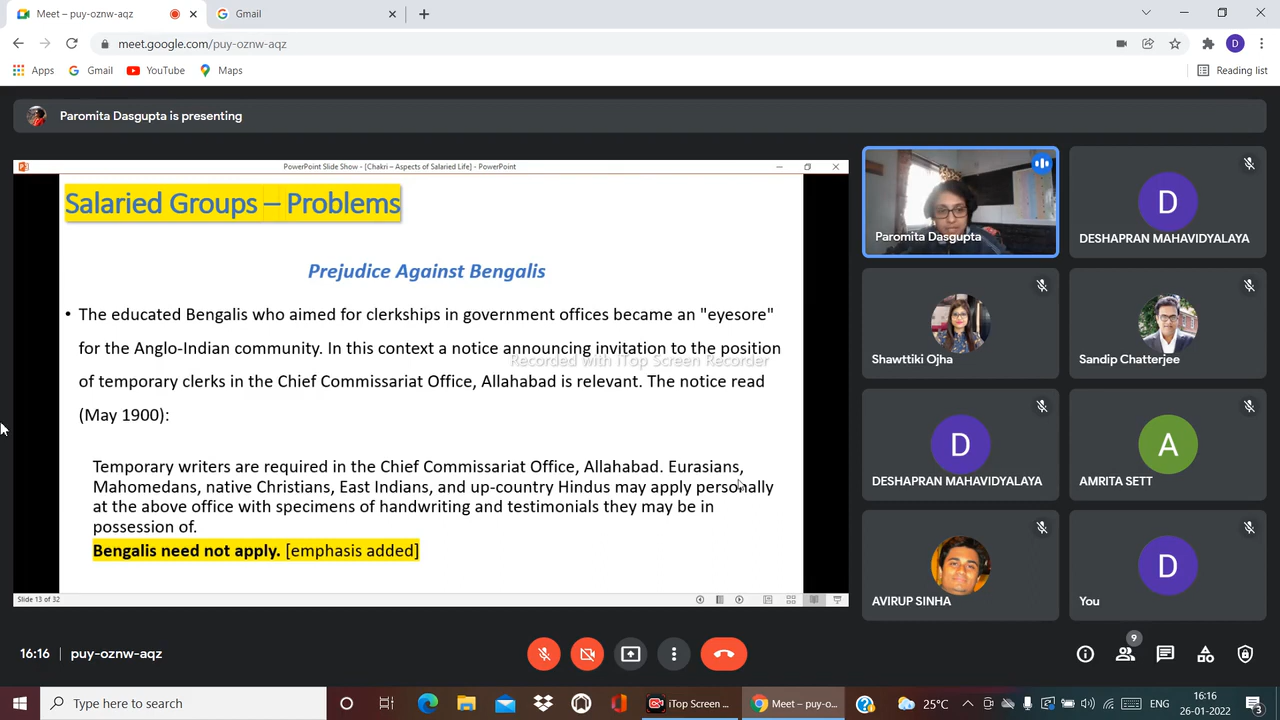 Meet – puy-oznw-aqz
Gmail
meet.google.com/puy-oznw-aqz
D
Apps
Gmail
YouTube
Maps
Reading list
Paromita Dasgupta is presenting
PowerPoint Slide Show - [Chakri – Aspects of Salaried Life] - PowerPoint
Salaried Groups – Problems
Prejudice Against Bengalis
• The educated Bengalis who aimed for clerkships in government offices became an "eyesore"
for the Anglo-Indian community. In this context a notice announcing invitation to the position
Recorded with iTop Screen Recorder
of temporary clerks in the Chief Commissariat Office, Allahabad is relevant. The notice read
(May 1900):
Temporary writers are required in the Chief Commissariat Office, Allahabad. Eurasians,
Mahomedans, native Christians, East Indians, and up-country Hindus may apply personally
at the above office with specimens of handwriting and testimonials they may be in
possession of.
Bengalis need not apply. [emphasis added]
Slide 13 of 32
Paromita Dasgupta
D
DESHAPRAN MAHAVIDYALAYA
Shawttiki Ojha
Sandip Chatterjee
D
DESHAPRAN MAHAVIDYALAYA
A
AMRITA SETT
AVIRUP SINHA
D
You
16:16 | puy-oznw-aqz
9
Type here to search
iTop Screen Recor...
Meet – puy-o...
25°C
ENG
16:16
26-01-2022
3